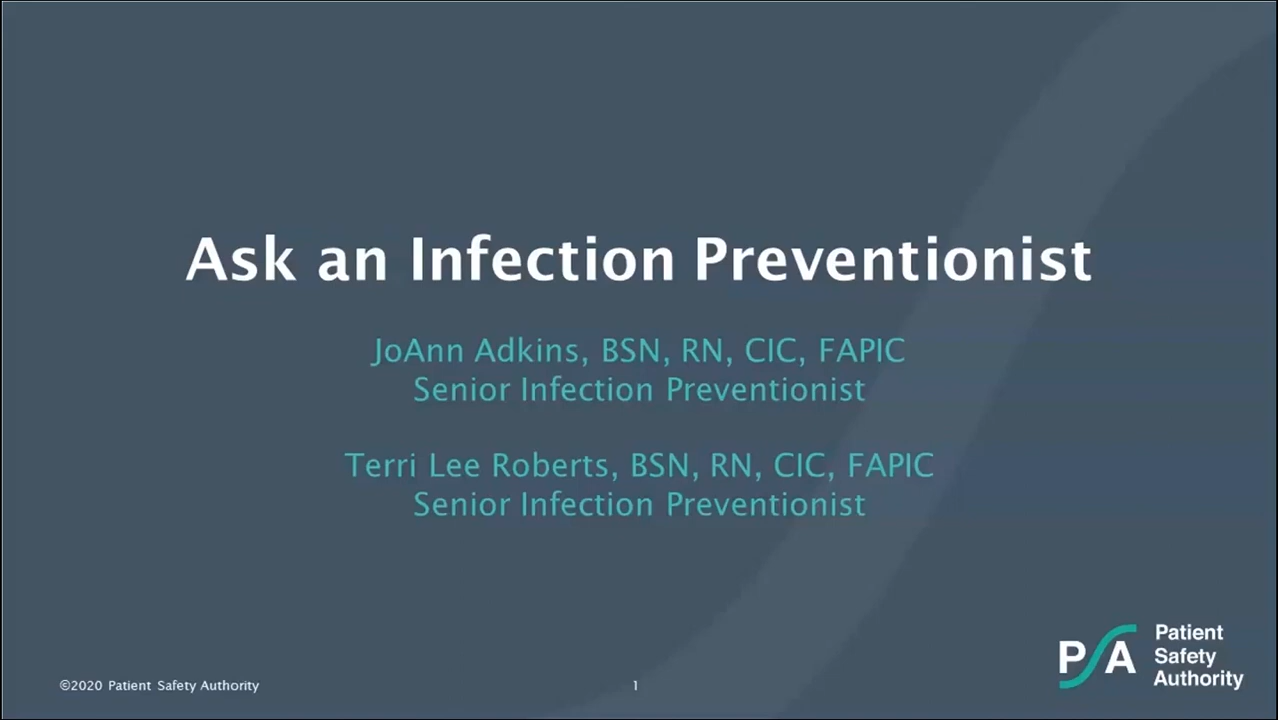 Ask an Infection Preventionist
JoAnn Adkins, BSN, RN, CIC, FAPIC
Senior Infection Preventionist
Terri Lee Roberts, BSN, RN, CIC, FAPIC
Senior Infection Preventionist
©2020 Patient Safety Authority
1
PSA
Patient
Safety
Authority